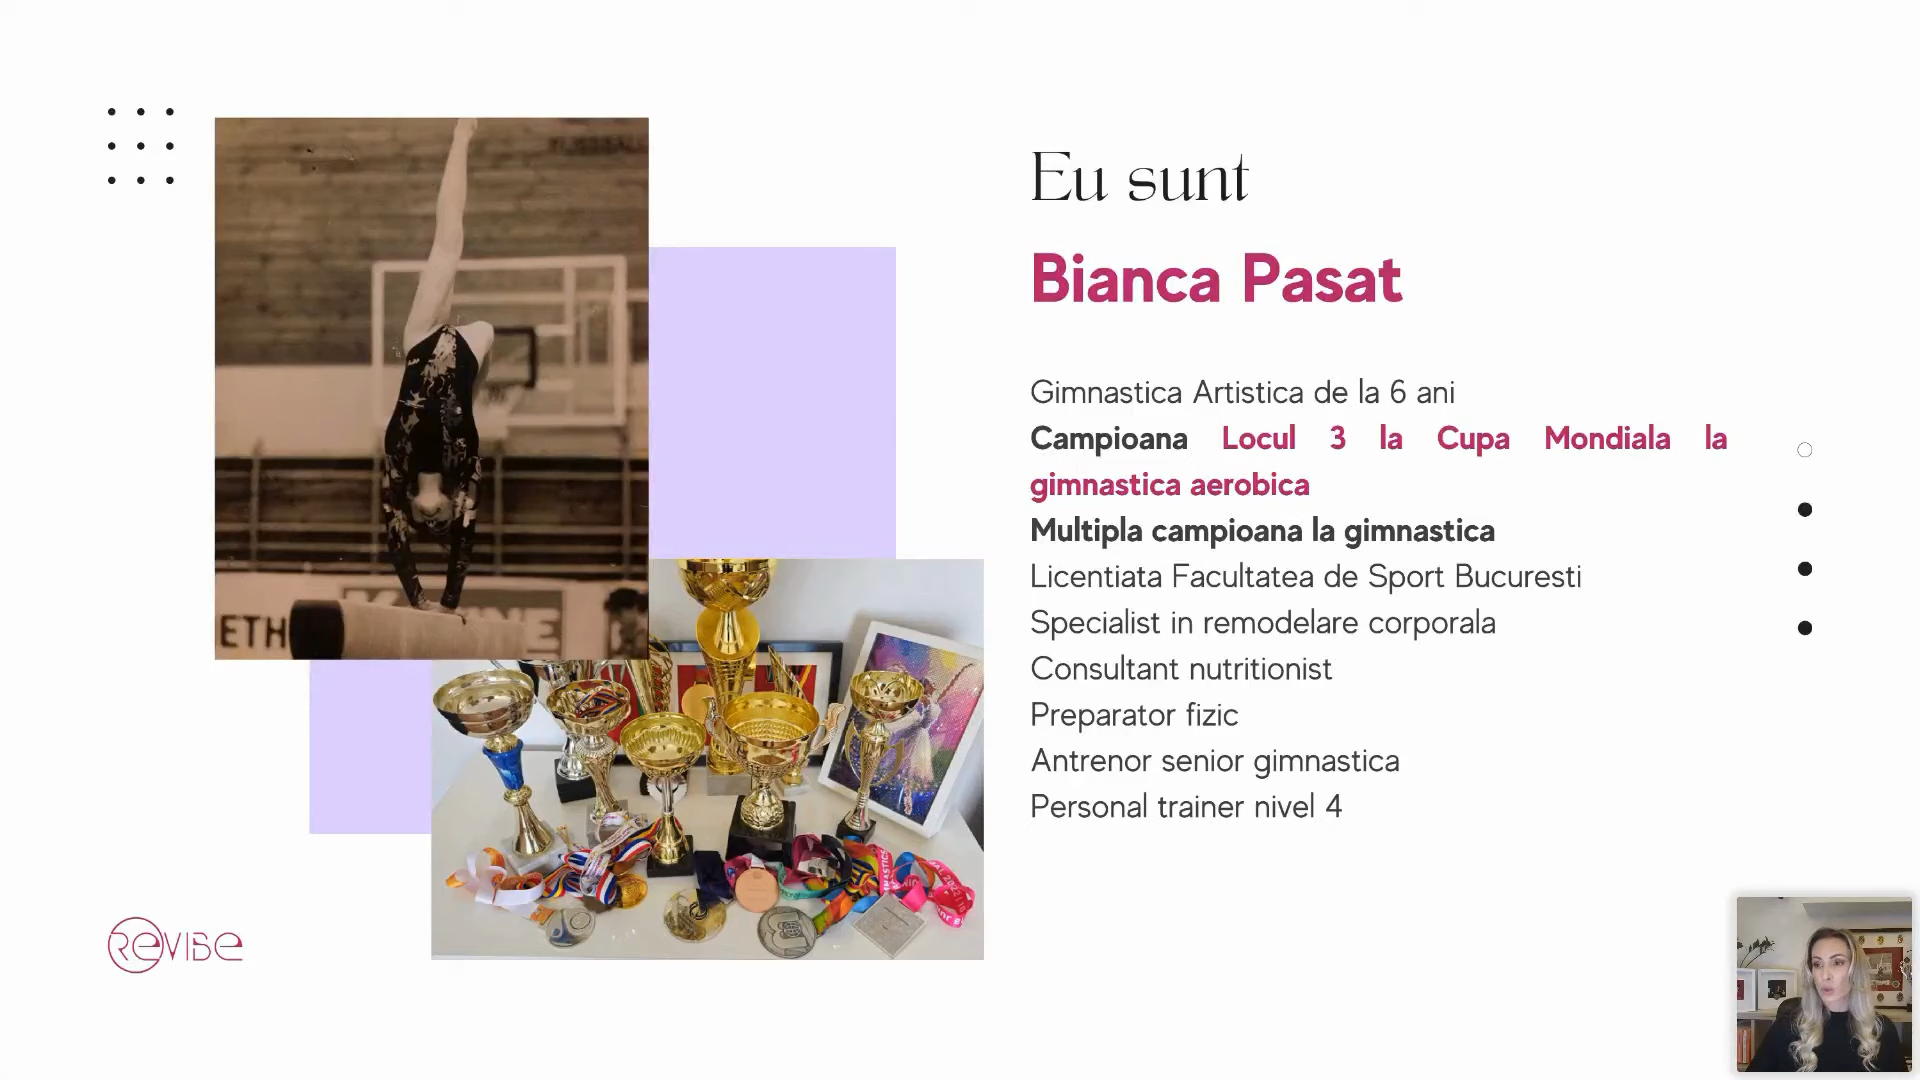 Eu sunt
Bianca Pasat
Gimnastica Artistica de la 6 ani
Campioana Locul 3 la Cupa Mondiala la
gimnastica aerobica
Multipla campioana la gimnastica
Licentiata Facultatea de Sport Bucuresti
Specialist in remodelare corporala
Consultant nutritionist
Preparator fizic
Antrenor senior gimnastica
Personal trainer nivel 4
ETH
REVIBE